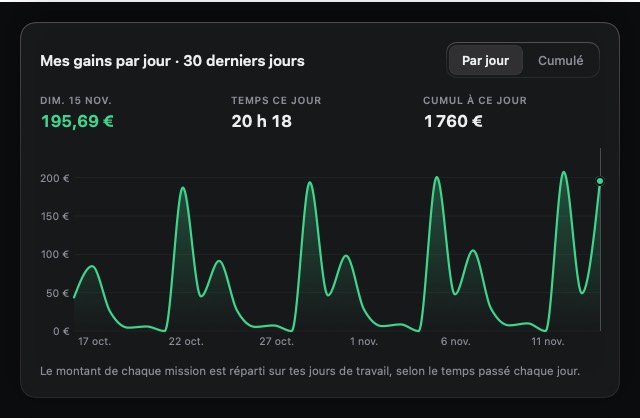 Mes gains par jour · 30 derniers jours
Par jour
Cumulé
DIM. 15 NOV.
TEMPS CE JOUR
CUMUL À CE JOUR
195,69 €
20 h 18
1 760 €
200 €
150 €
100 €
50 €
0 €
17 oct.
22 oct.
27 oct.
1 nov.
6 nov.
11 nov.
Le montant de chaque mission est réparti sur tes jours de travail, selon le temps passé chaque jour.